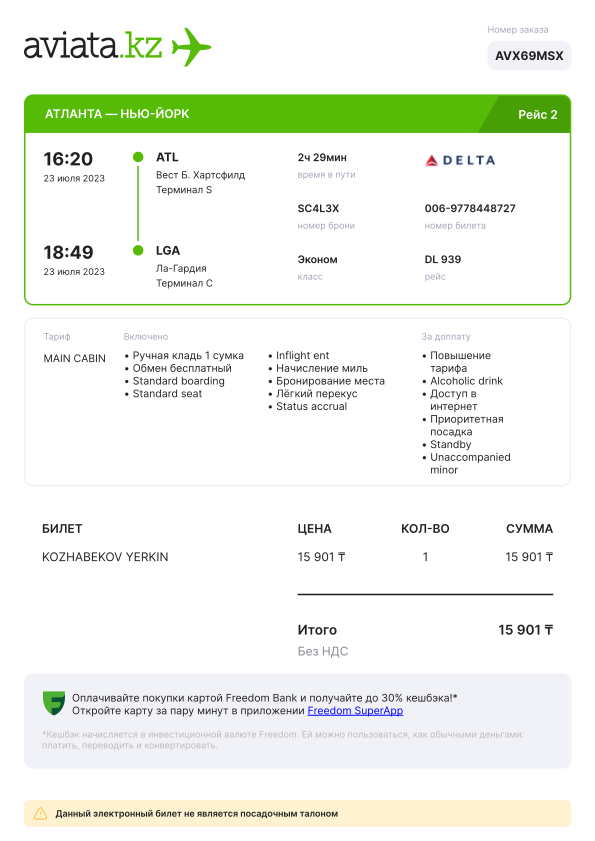 aviata.kz
Номер заказа
AVX69MSX
АТЛАНТА — НЬЮ-ЙОРК
Рейс 2
16:20
23 июля 2023
ATL
Вест Б. Хартсфилд
Терминал S
2ч 29мин
время в пути
DELTA
SC4L3X
номер брони
006-9778448727
номер билета
18:49
23 июля 2023
LGA
Ла-Гардия
Терминал C
Эконом
класс
DL 939
рейс
Тариф
MAIN CABIN
Включено
• Ручная кладь 1 сумка
• Обмен бесплатный
• Standard boarding
• Standard seat
• Inflight ent
• Начисление миль
• Бронирование места
• Лёгкий перекус
• Status accrual
За доплату
• Повышение
тарифа
• Alcoholic drink
• Доступ в
интернет
• Приоритетная
посадка
• Standby
• Unaccompanied
minor
БИЛЕТ ЦЕНА КОЛ-ВО СУММА
KOZHABEKOV YERKIN 15 901 ₸ 1 15 901 ₸
Итого 15 901 ₸
Без НДС
Оплачивайте покупки картой Freedom Bank и получайте до 30% кешбэка!*
Откройте карту за пару минут в приложении Freedom SuperApp
*Кешбэк начисляется в инвестиционной валюте Freedom. Ей можно пользоваться, как обычными деньгами:
платить, переводить и конвертировать.
Данный электронный билет не является посадочным талоном